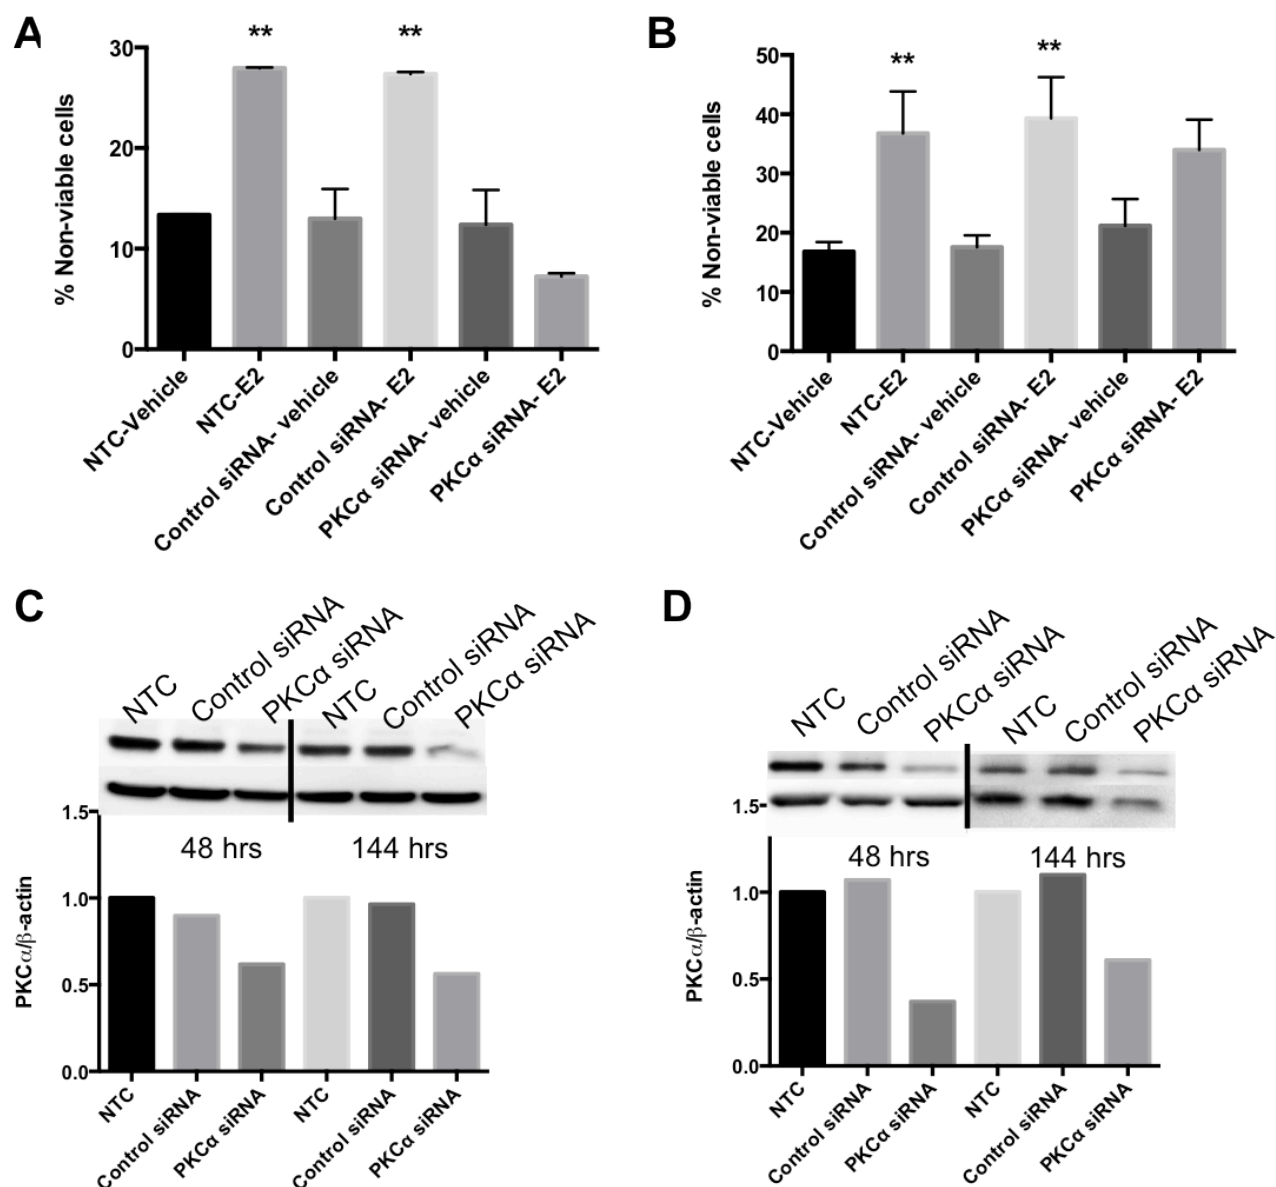 A
**
**
30
20
10
0
% Non-viable cells
NTC-Vehicle
NTC-E2
Control siRNA- vehicle
Control siRNA- E2
PKCα siRNA- vehicle
PKCα siRNA- E2
B
**
**
50
40
30
20
10
0
% Non-viable cells
NTC-Vehicle
NTC-E2
Control siRNA- vehicle
Control siRNA- E2
PKCα siRNA- vehicle
PKCα siRNA- E2
C
NTC
Control siRNA
PKCα siRNA
NTC
Control siRNA
PKCα siRNA
48 hrs
144 hrs
1.5
1.0
0.5
0.0
PKCα/β-actin
NTC
Control siRNA
PKCα siRNA
NTC
Control siRNA
PKCα siRNA
D
NTC
Control siRNA
PKCα siRNA
NTC
Control siRNA
PKCα siRNA
48 hrs
144 hrs
1.5
1.0
0.5
0.0
PKCα/β-actin
NTC
Control siRNA
PKCα siRNA
NTC
Control siRNA
PKCα siRNA